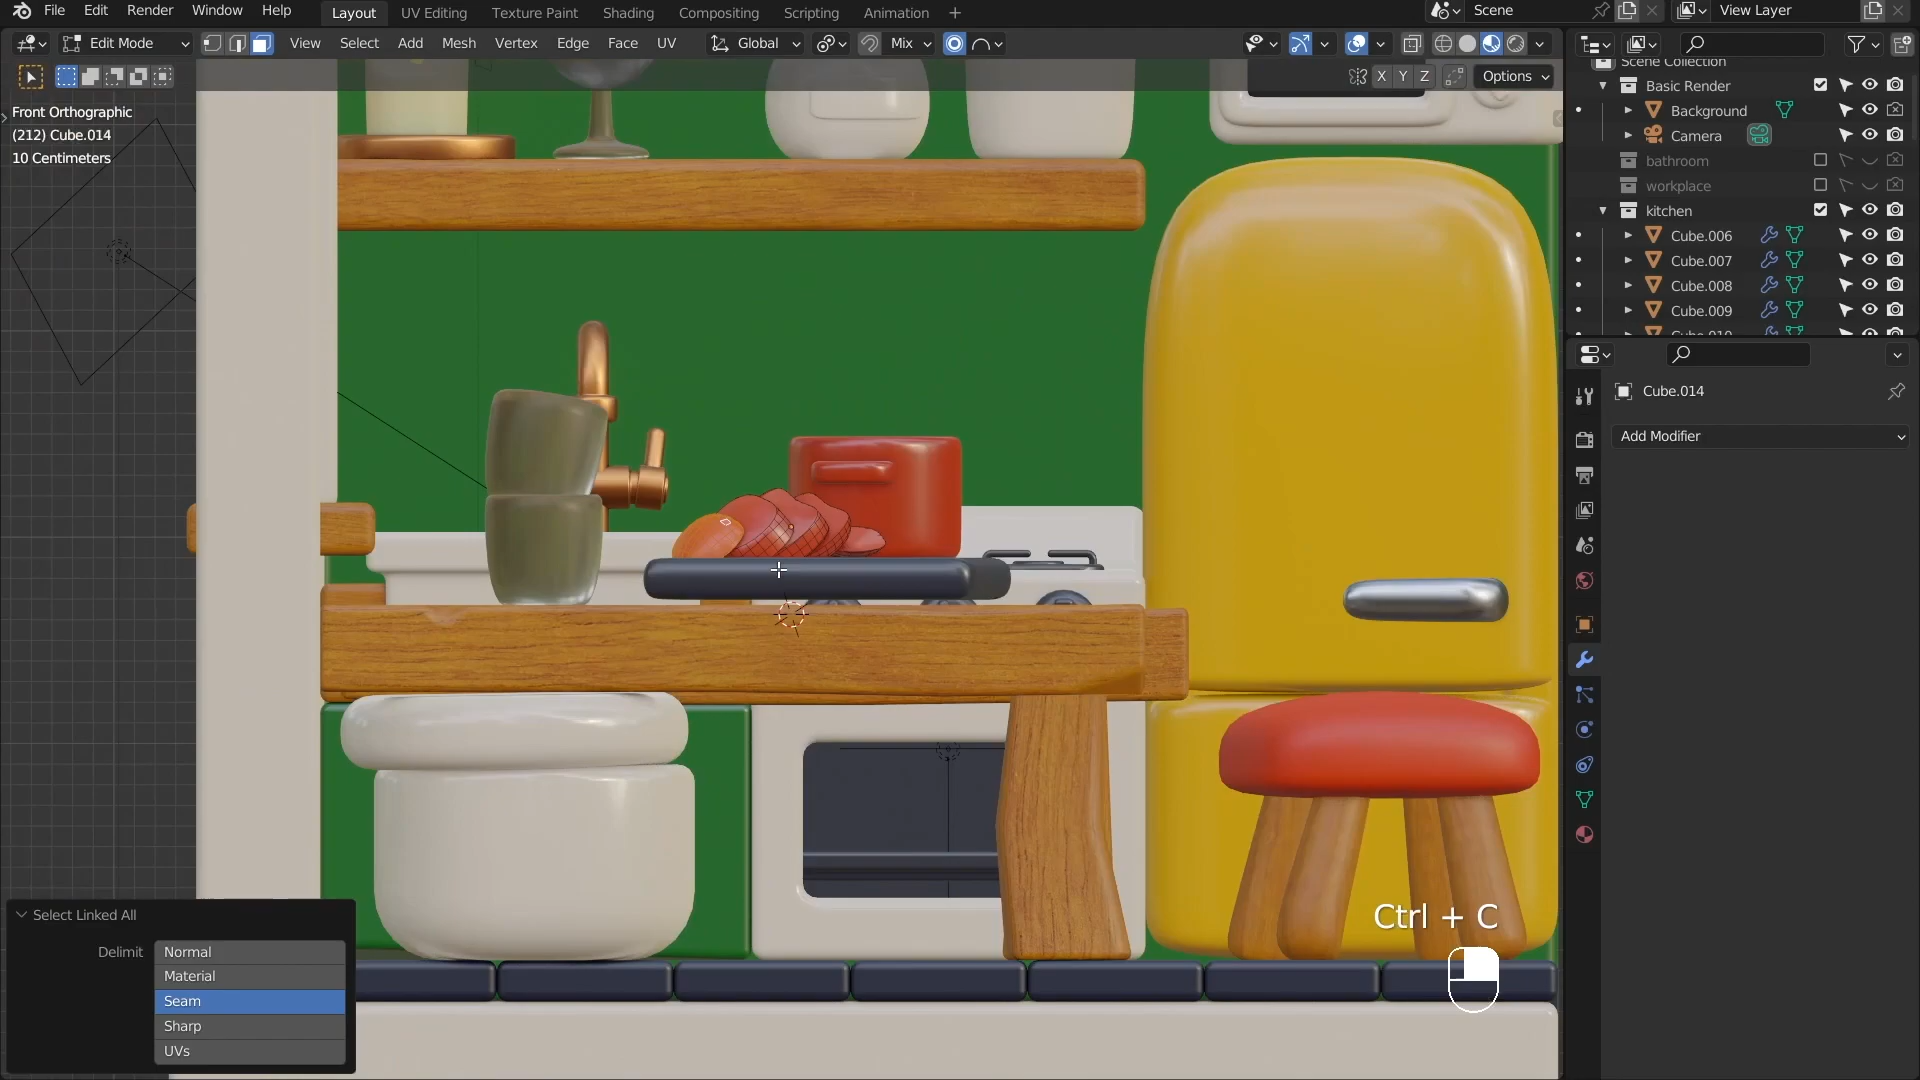 File Edit Render Window Help Layout UV Editing Texture Paint Shading Compositing Scripting Animation + Scene View Layer
Edit Mode View Select Add Mesh Vertex Edge Face UV Global Mix
X Y Z Options
Front Orthographic
(212) Cube.014
10 Centimeters
Scene Collection
Basic Render
Background
Camera
bathroom
workplace
kitchen
Cube.006
Cube.007
Cube.008
Cube.009
Cube.010
Cube.014
Add Modifier
Ctrl + C
Select Linked All
Delimit Normal
Material
Seam
Sharp
UVs